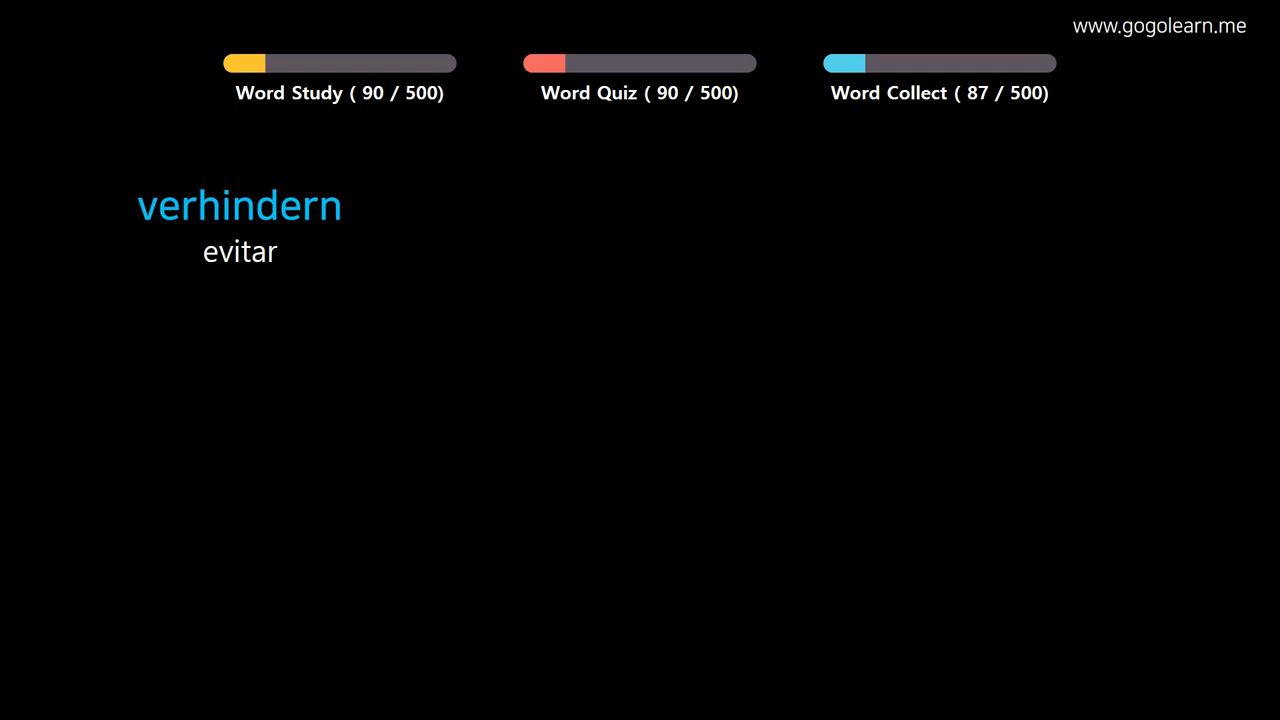 www.gogolearn.me
Word Study ( 90 / 500)
Word Quiz ( 90 / 500)
Word Collect ( 87 / 500)
verhindern
evitar